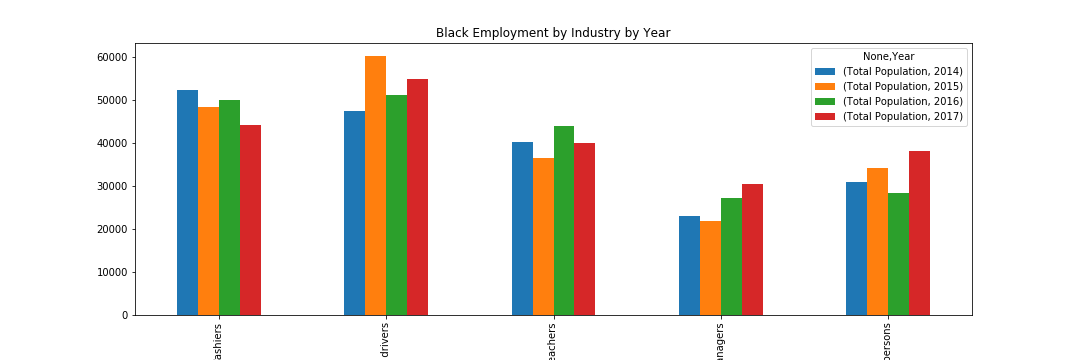 Black Employment by Industry by Year
None,Year
(Total Population, 2014)
(Total Population, 2015)
(Total Population, 2016)
(Total Population, 2017)
60000
50000
40000
30000
20000
10000
0
ashiers
drivers
eachers
anagers
persons